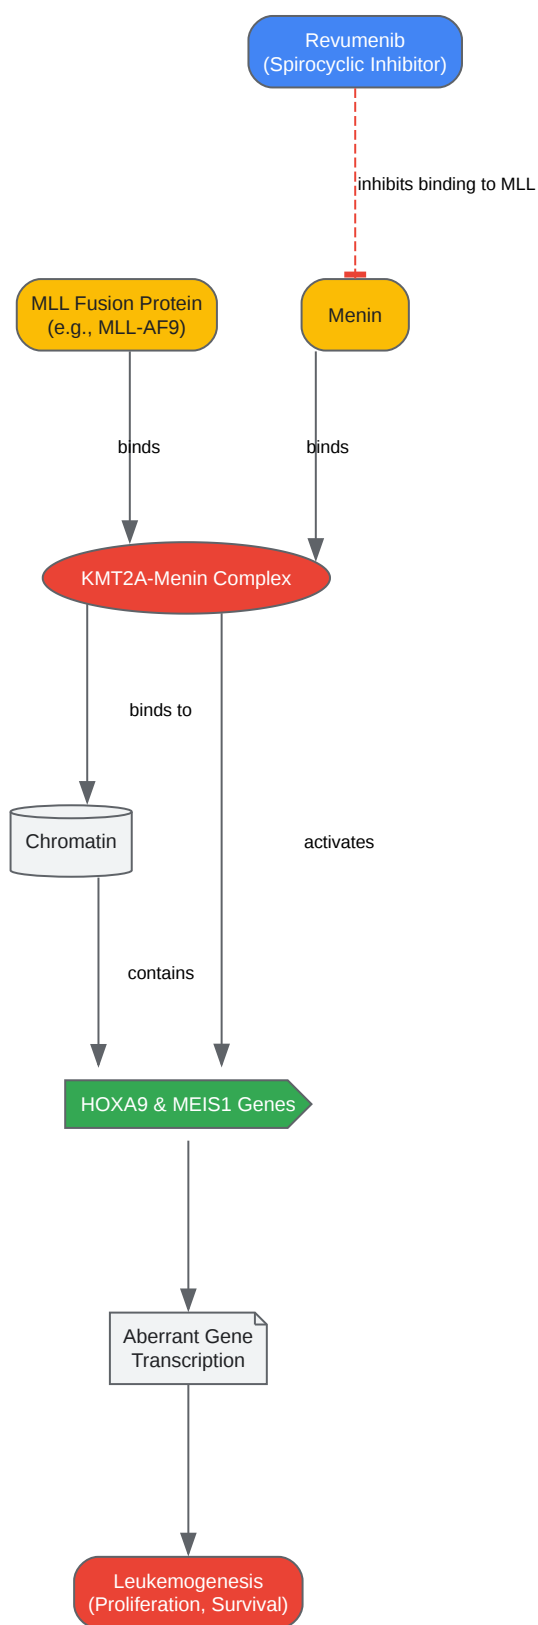 Revumenib
(Spirocyclic Inhibitor)
inhibits binding to MLL
MLL Fusion Protein
(e.g., MLL-AF9)
Menin
binds
binds
KMT2A-Menin Complex
binds to
Chromatin
activates
contains
HOXA9 & MEIS1 Genes
Aberrant Gene
Transcription
Leukemogenesis
(Proliferation, Survival)